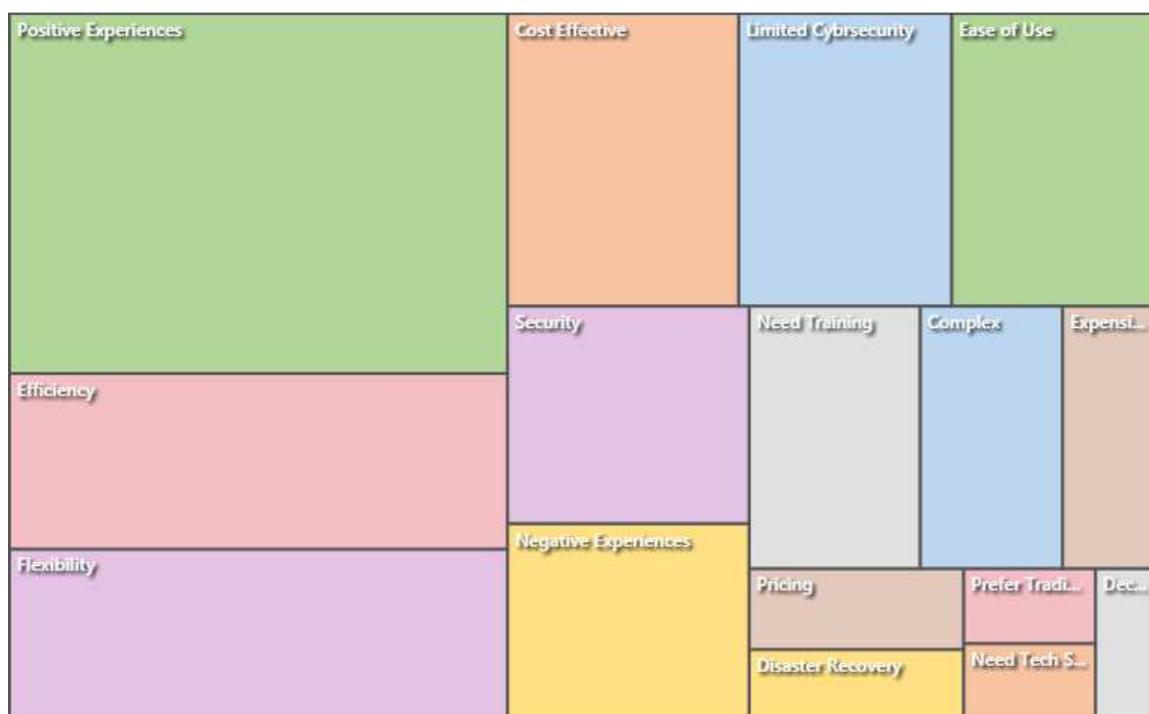 Positive Experiences
Cost Effective
Limited Cybrsecurity
Ease of Use
Efficiency
Flexibility
Security
Negative Experiences
Need Training
Complex
Expensi...
Pricing
Disaster Recovery
Prefer Tradi...
Need Tech S...
Dec...